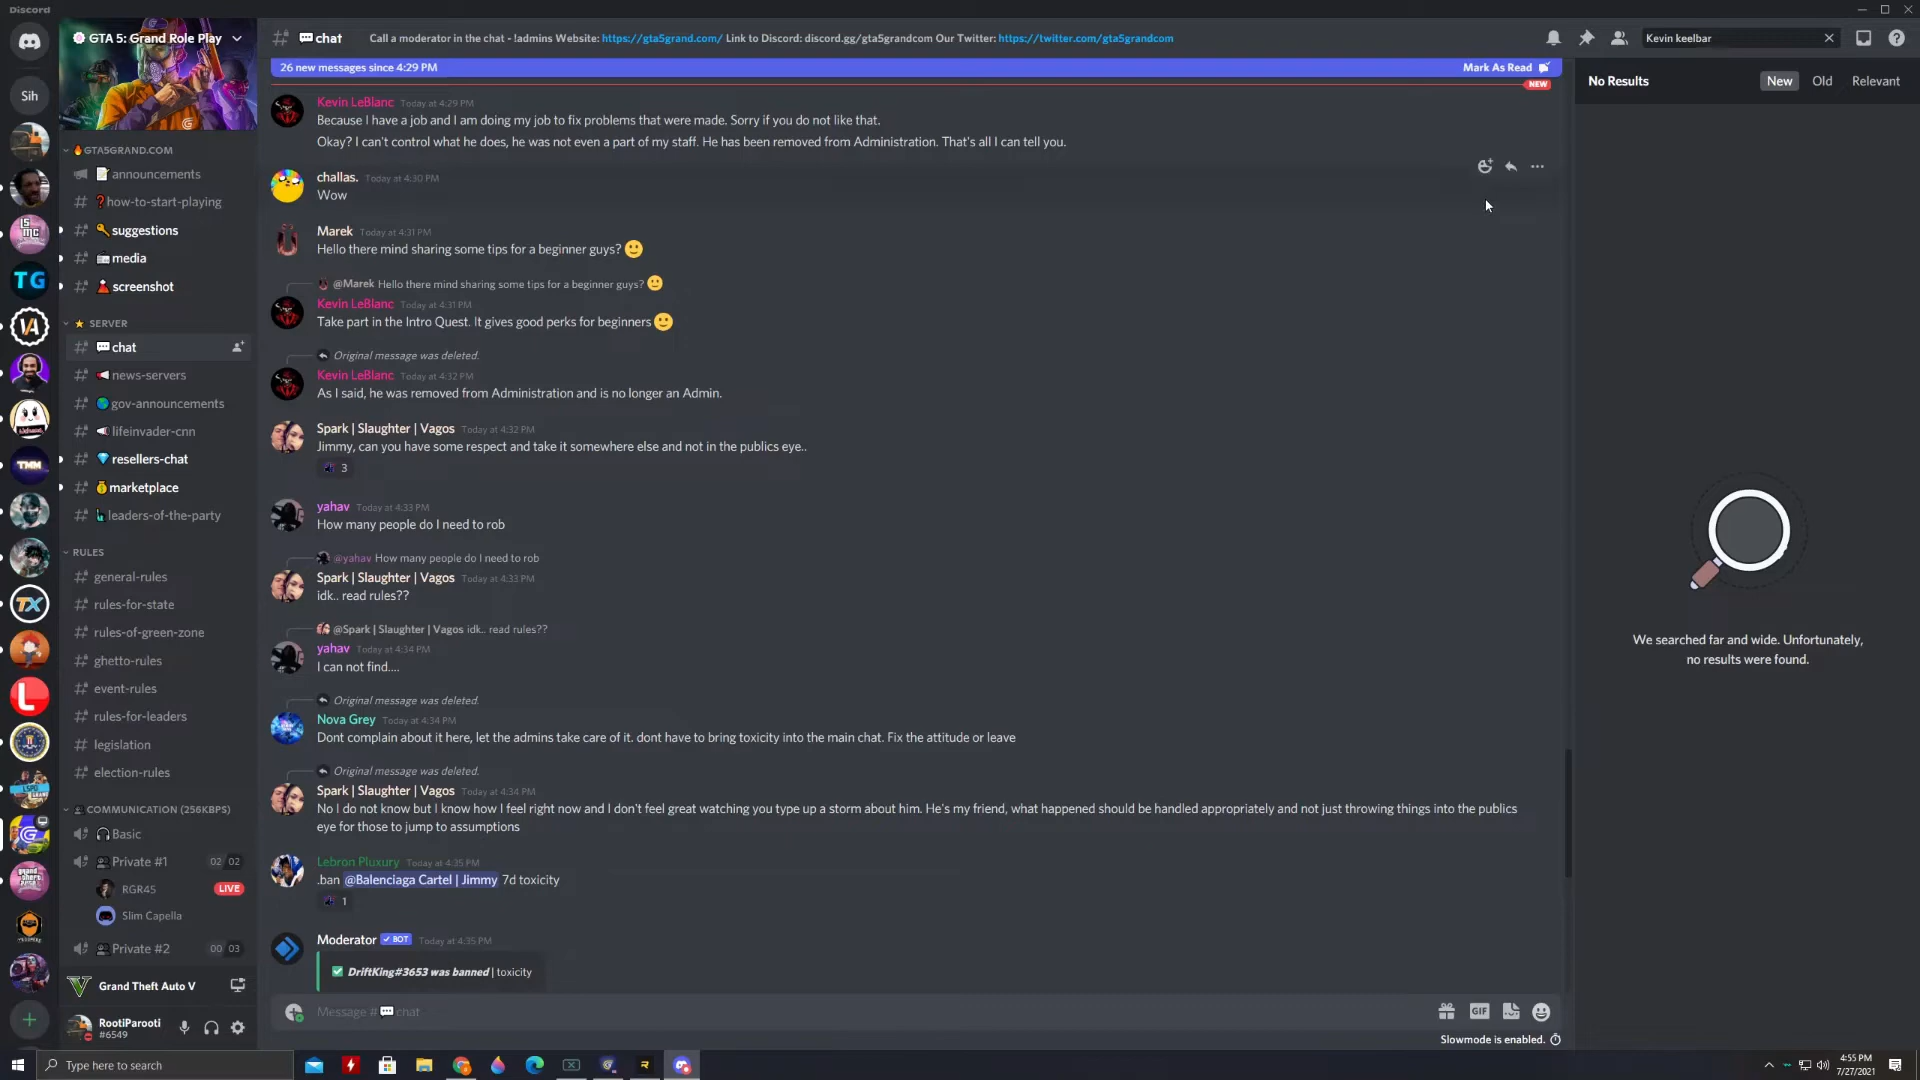 Discord
GTA 5: Grand Role Play
chat
Call a moderator in the chat - !admins Website: https://gta5grand.com/ Link to Discord: discord.gg/gta5grandcom Our Twitter: https://twitter.com/gta5grandcom
Kevin keelbar
26 new messages since 4:29 PM
Mark As Read
NEW
No Results
New
Old
Relevant
We searched far and wide. Unfortunately,
no results were found.
Sih
LS
MC
TG
VA
TMM
TX
L
GTA5GRAND.COM
announcements
how-to-start-playing
suggestions
media
screenshot
SERVER
chat
news-servers
gov-announcements
lifeinvader-cnn
resellers-chat
marketplace
leaders-of-the-party
RULES
general-rules
rules-for-state
rules-of-green-zone
ghetto-rules
event-rules
rules-for-leaders
legislation
election-rules
COMMUNICATION (256KBPS)
Basic
Private #1 02 02
RGR45 LIVE
Slim Capella
Private #2 00 03
Grand Theft Auto V
RootiParooti
#6549
Kevin LeBlanc Today at 4:29 PM
Because I have a job and I am doing my job to fix problems that were made. Sorry if you do not like that.
Okay? I can't control what he does, he was not even a part of my staff. He has been removed from Administration. That's all I can tell you.
challas. Today at 4:30 PM
Wow
Marek Today at 4:31 PM
Hello there mind sharing some tips for a beginner guys? 🙂
@Marek Hello there mind sharing some tips for a beginner guys? 🙂
Kevin LeBlanc Today at 4:31 PM
Take part in the Intro Quest. It gives good perks for beginners 🙂
Original message was deleted.
Kevin LeBlanc Today at 4:32 PM
As I said, he was removed from Administration and is no longer an Admin.
Spark | Slaughter | Vagos Today at 4:32 PM
Jimmy, can you have some respect and take it somewhere else and not in the publics eye..
3
yahav Today at 4:33 PM
How many people do I need to rob
@yahav How many people do I need to rob
Spark | Slaughter | Vagos Today at 4:33 PM
idk.. read rules??
@Spark | Slaughter | Vagos idk.. read rules??
yahav Today at 4:34 PM
I can not find....
Original message was deleted.
Nova Grey Today at 4:34 PM
Dont complain about it here, let the admins take care of it. dont have to bring toxicity into the main chat. Fix the attitude or leave
Original message was deleted.
Spark | Slaughter | Vagos Today at 4:34 PM
No I do not know but I know how I feel right now and I don't feel great watching you type up a storm about him. He's my friend, what happened should be handled appropriately and not just throwing things into the publics
eye for those to jump to assumptions
Lebron Pluxury Today at 4:35 PM
.ban @Balenciaga Cartel | Jimmy 7d toxicity
1
Moderator BOT Today at 4:35 PM
DriftKing#3653 was banned | toxicity
Message # chat
GIF
Slowmode is enabled.
Type here to search
4:55 PM
7/27/2021